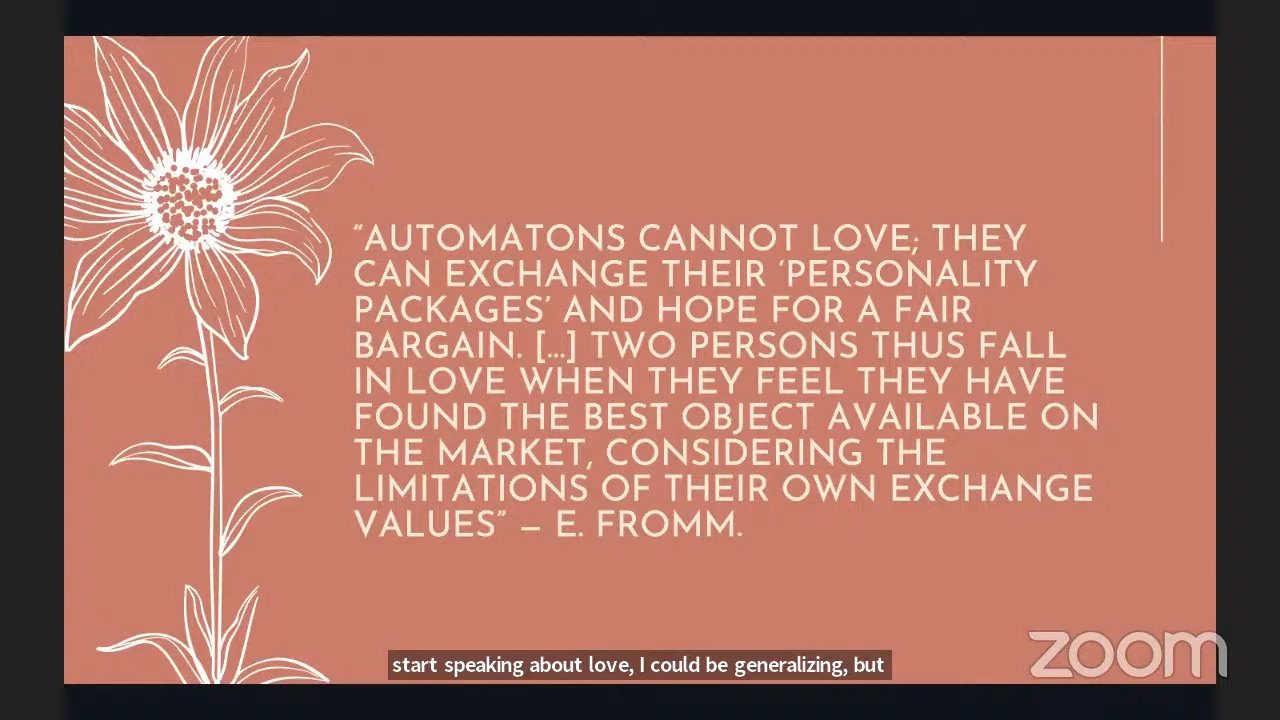 “AUTOMATONS CANNOT LOVE; THEY
CAN EXCHANGE THEIR ‘PERSONALITY
PACKAGES’ AND HOPE FOR A FAIR
BARGAIN. [...] TWO PERSONS THUS FALL
IN LOVE WHEN THEY FEEL THEY HAVE
FOUND THE BEST OBJECT AVAILABLE ON
THE MARKET, CONSIDERING THE
LIMITATIONS OF THEIR OWN EXCHANGE
VALUES” – E. FROMM.
start speaking about love, I could be generalizing, but
zoom